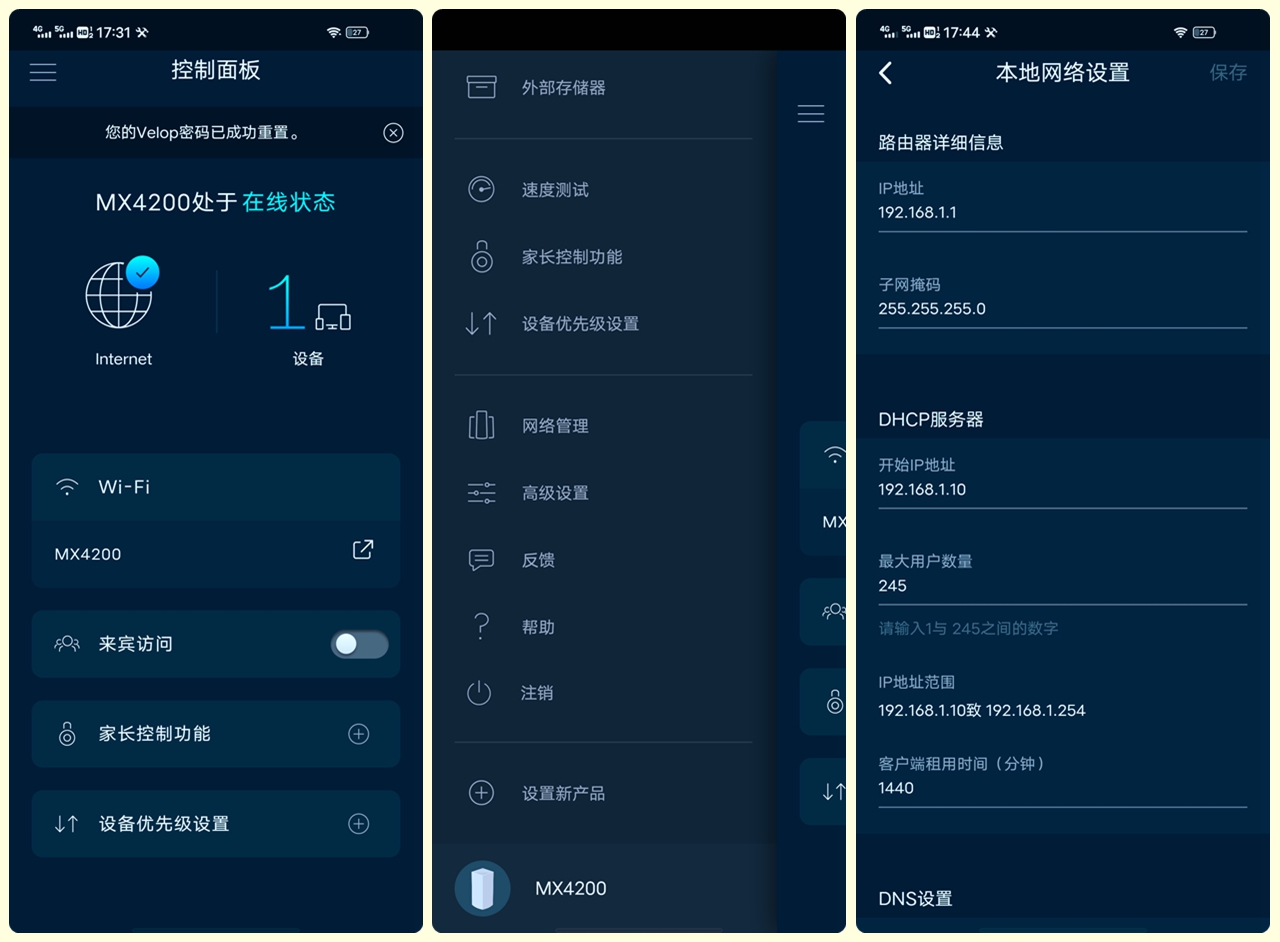 4G 5G HD 17:31 27
控制面板
您的Velop密码已成功重置。
MX4200处于 在线状态
1
Internet
设备
Wi-Fi
MX4200
来宾访问
家长控制功能
设备优先级设置
外部存储器
速度测试
家长控制功能
设备优先级设置
网络管理
高级设置
反馈
帮助
注销
设置新产品
MX4200
MX
4G 5G HD 17:44 27
本地网络设置
保存
路由器详细信息
IP地址
192.168.1.1
子网掩码
255.255.255.0
DHCP服务器
开始IP地址
192.168.1.10
最大用户数量
245
请输入1与 245之间的数字
IP地址范围
192.168.1.10致 192.168.1.254
客户端租用时间（分钟）
1440
DNS设置